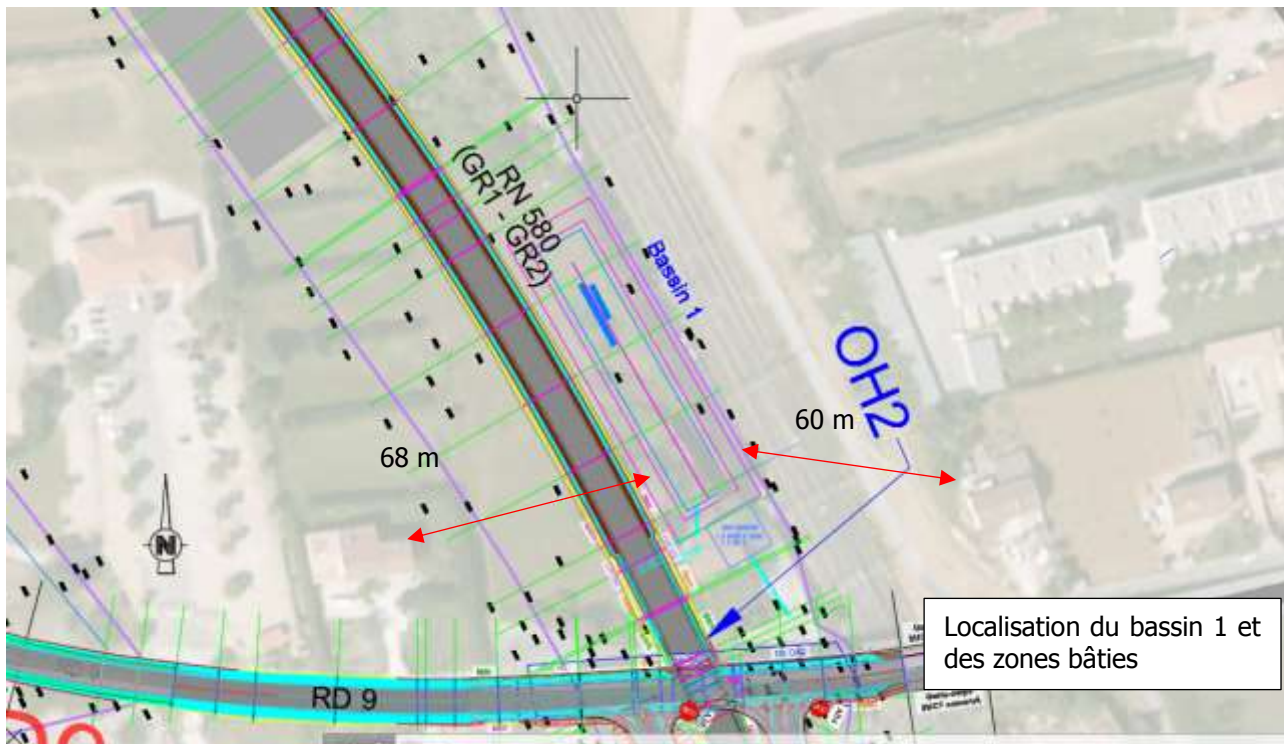 RN 580
(GR1 - GR2)
Bassin 1
OH2
60 m
68 m
N
Localisation du bassin 1 et
des zones bâties
RD 9